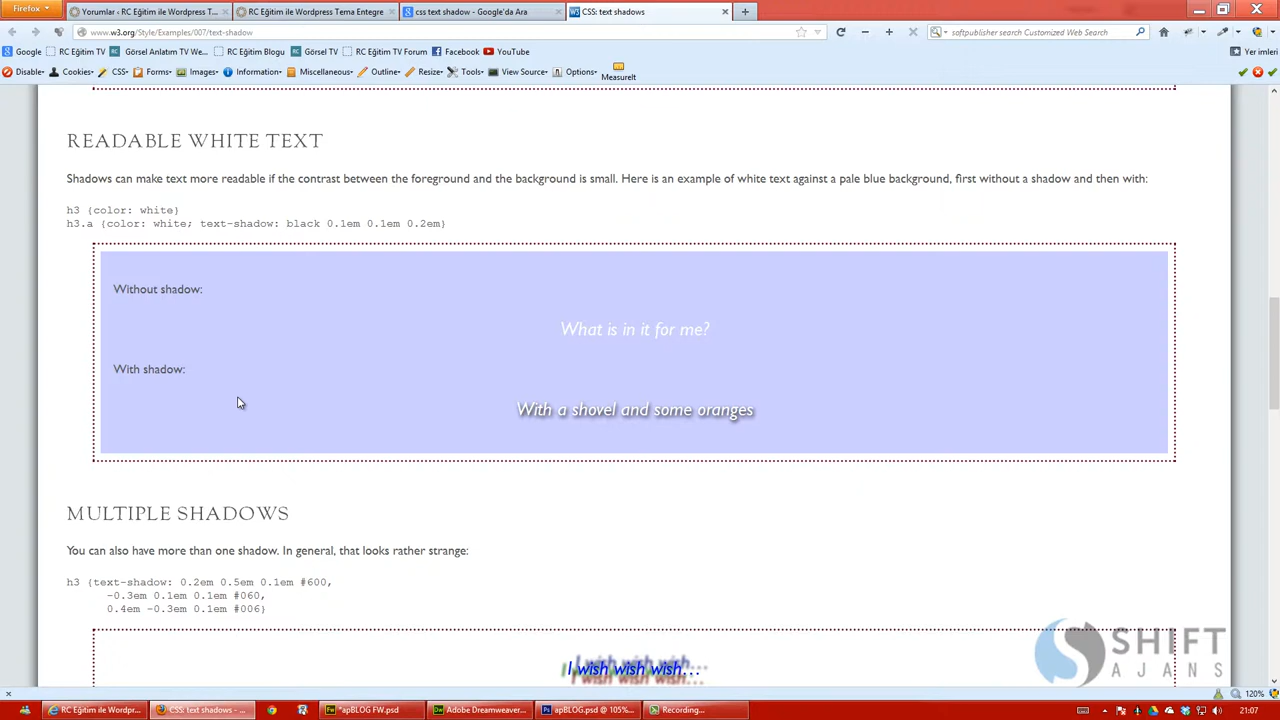 Firefox
Yorumlar ‹ RC Eğitim ile Wordpress T...
RC Eğitim ile Wordpress Tema Entegre
css text shadow - Google'da Ara
CSS: text shadows
www.w3.org/Style/Examples/007/text-shadow
softpublisher search Customized Web Search
Google
RC Eğitim TV
Görsel Anlatım TV We...
RC Eğitim Blogu
Görsel TV
RC Eğitim TV Forum
Facebook
YouTube
Yer imleri
Disable
Cookies
CSS
Forms
Images
Information
Miscellaneous
Outline
Resize
Tools
View Source
Options
MeasureIt
READABLE WHITE TEXT
Shadows can make text more readable if the contrast between the foreground and the background is small. Here is an example of white text against a pale blue background, first without a shadow and then with:
h3 {color: white}
h3.a {color: white; text-shadow: black 0.1em 0.1em 0.2em}
Without shadow:
What is in it for me?
With shadow:
With a shovel and some oranges
MULTIPLE SHADOWS
You can also have more than one shadow. In general, that looks rather strange:
h3 {text-shadow: 0.2em 0.5em 0.1em #600,
-0.3em 0.1em 0.1em #060,
0.4em -0.3em 0.1em #006}
I wish wish wish...
SHIFT
AJANS
120%
RC Eğitim ile Wordpr...
CSS: text shadows - ...
*apBLOG FW.psd
Adobe Dreamweaver...
apBLOG.psd @ 105%...
Recording...
21:07